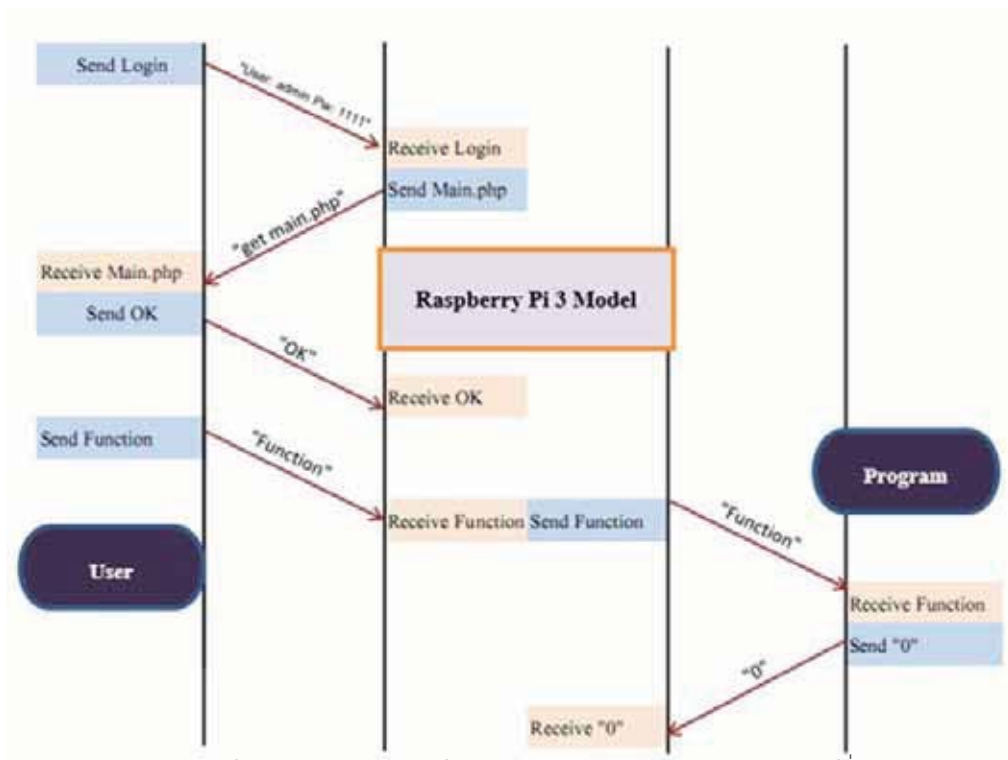 Send Login
"User: admin Pw: 1111"
Receive Login
Send Main.php
"get main.php"
Receive Main.php
Send OK
Raspberry Pi 3 Model
"OK"
Receive OK
Send Function
"Function"
Program
Receive Function
Send Function
"Function"
User
Receive Function
Send "0"
"0"
Receive "0"